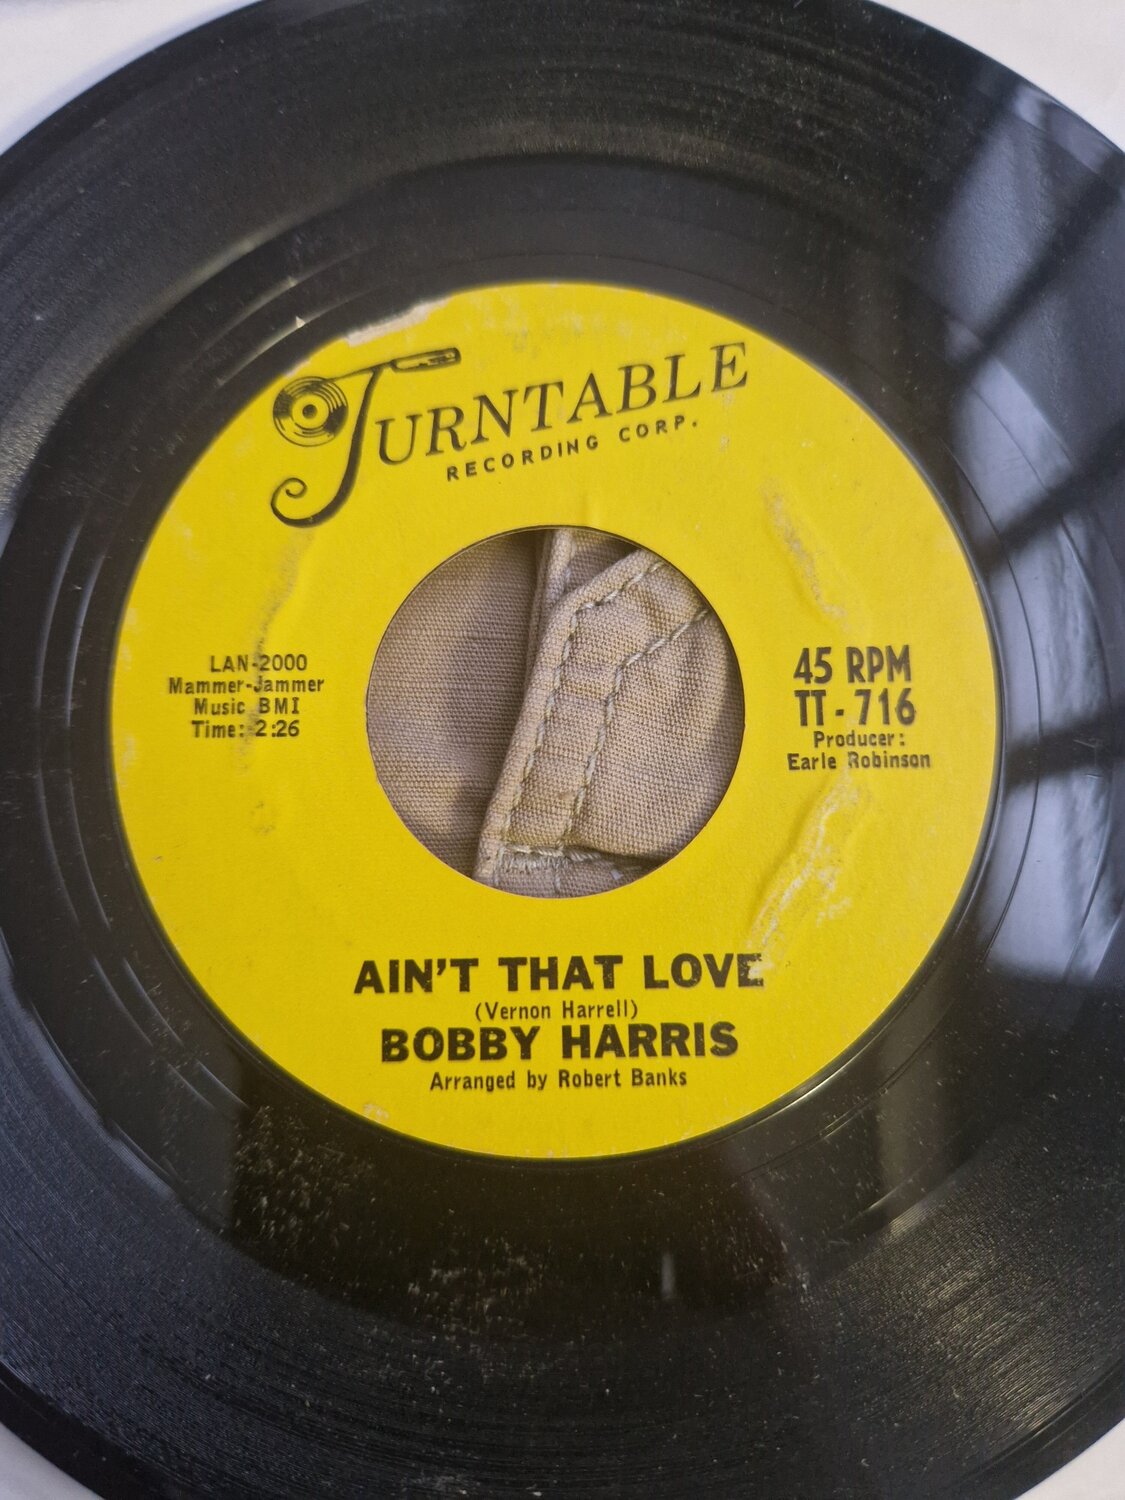 TURNTABLE
RECORDING CORP.
LAN-2000
Mammer-Jammer
Music BMI
Time: 2:26
45 RPM
TT - 716
Producer:
Earle Robinson
AIN'T THAT LOVE
(Vernon Harrell)
BOBBY HARRIS
Arranged by Robert Banks